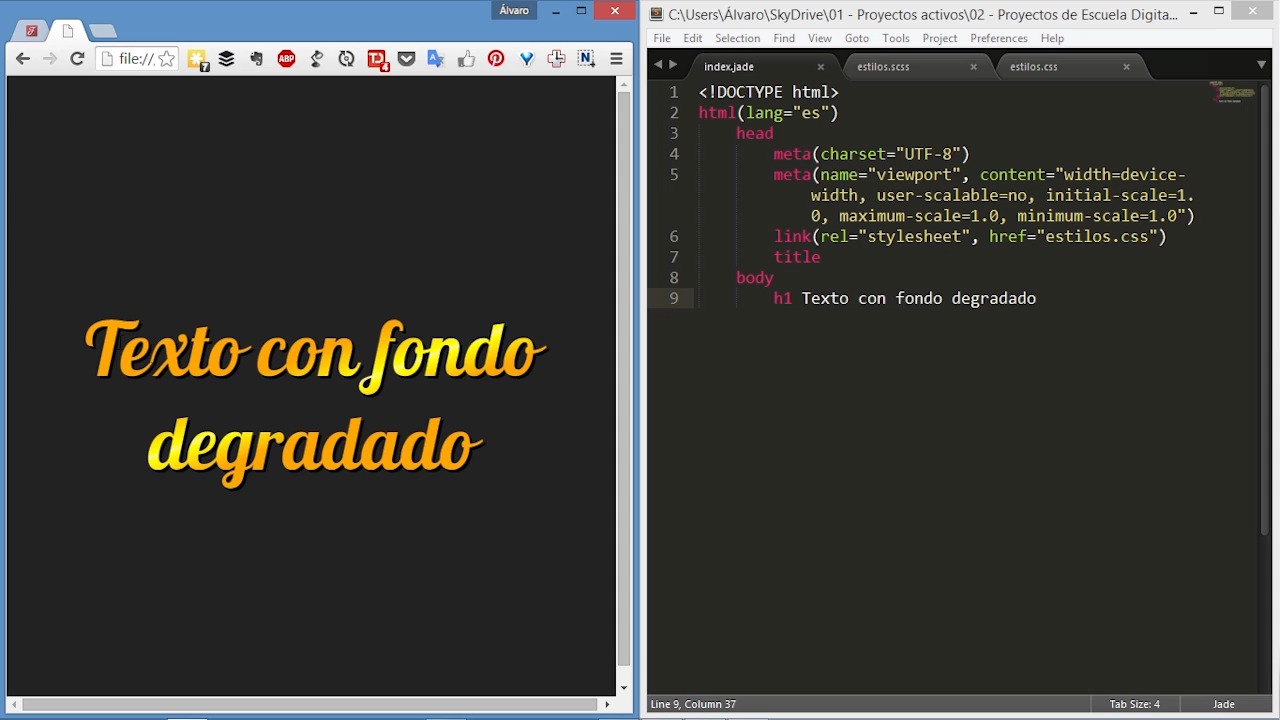 Álvaro
file://
7
ABP
4
N
Texto con fondo
degradado
C:\Users\Álvaro\SkyDrive\01 - Proyectos activos\02 - Proyectos de Escuela Digita...
File Edit Selection Find View Goto Tools Project Preferences Help
index.jade estilos.scss estilos.css
1 <!DOCTYPE html>
2 html(lang="es")
3 head
4 meta(charset="UTF-8")
5 meta(name="viewport", content="width=device-
width, user-scalable=no, initial-scale=1.
0, maximum-scale=1.0, minimum-scale=1.0")
6 link(rel="stylesheet", href="estilos.css")
7 title
8 body
9 h1 Texto con fondo degradado
Line 9, Column 37 Tab Size: 4 Jade